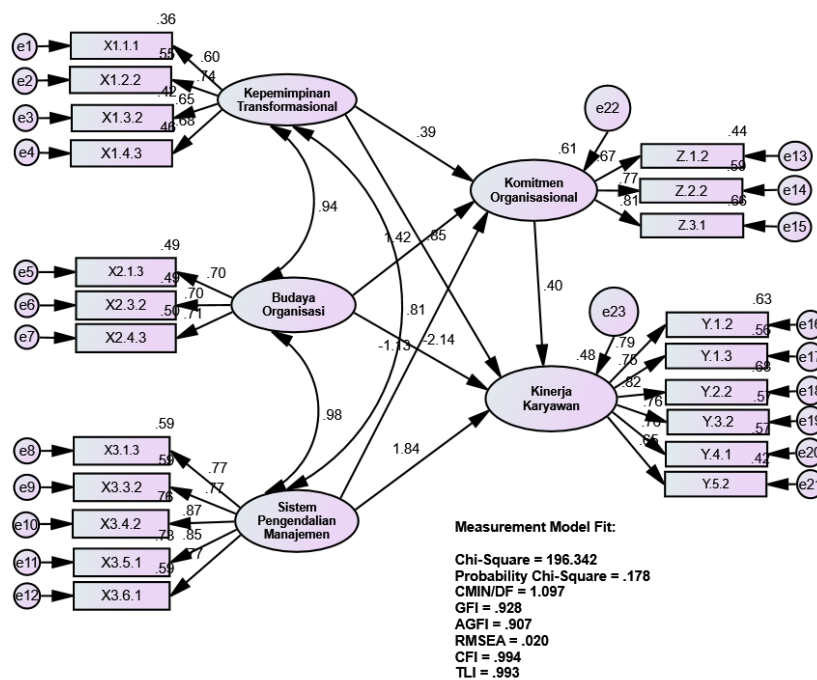 .36
e1
X1.1.1
.60
.55
e2
X1.2.2
.74
.42
e3
X1.3.2
.65
.46
.68
e4
X1.4.3
Kepemimpinan
Transformasional
.39
e22
.61
.67
.44
Z.1.2
e13
.59
.77
Z.2.2
e14
.66
.81
Z.3.1
e15
Komitmen
Organisasional
.94
1.42
.85
.49
e5
X2.1.3
.70
.49
e6
X2.3.2
.70
.50
.71
e7
X2.4.3
Budaya
Organisasi
.81
-1.13
-2.14
.40
e23
.48
.79
.63
Y.1.2
e16
.75
.56
Y.1.3
e17
.82
.68
Y.2.2
e18
.76
.57
Y.3.2
e19
.57
Y.4.1
e20
.65
.42
Y.5.2
e21
Kinerja
Karyawan
.98
1.84
.59
e8
X3.1.3
.77
.59
e9
X3.3.2
.77
.76
e10
X3.4.2
.87
.73
e11
X3.5.1
.85
.59
.77
e12
X3.6.1
Sistem
Pengendalian
Manajemen
Measurement Model Fit:
Chi-Square = 196.342
Probability Chi-Square = .178
CMIN/DF = 1.097
GFI = .928
AGFI = .907
RMSEA = .020
CFI = .994
TLI = .993